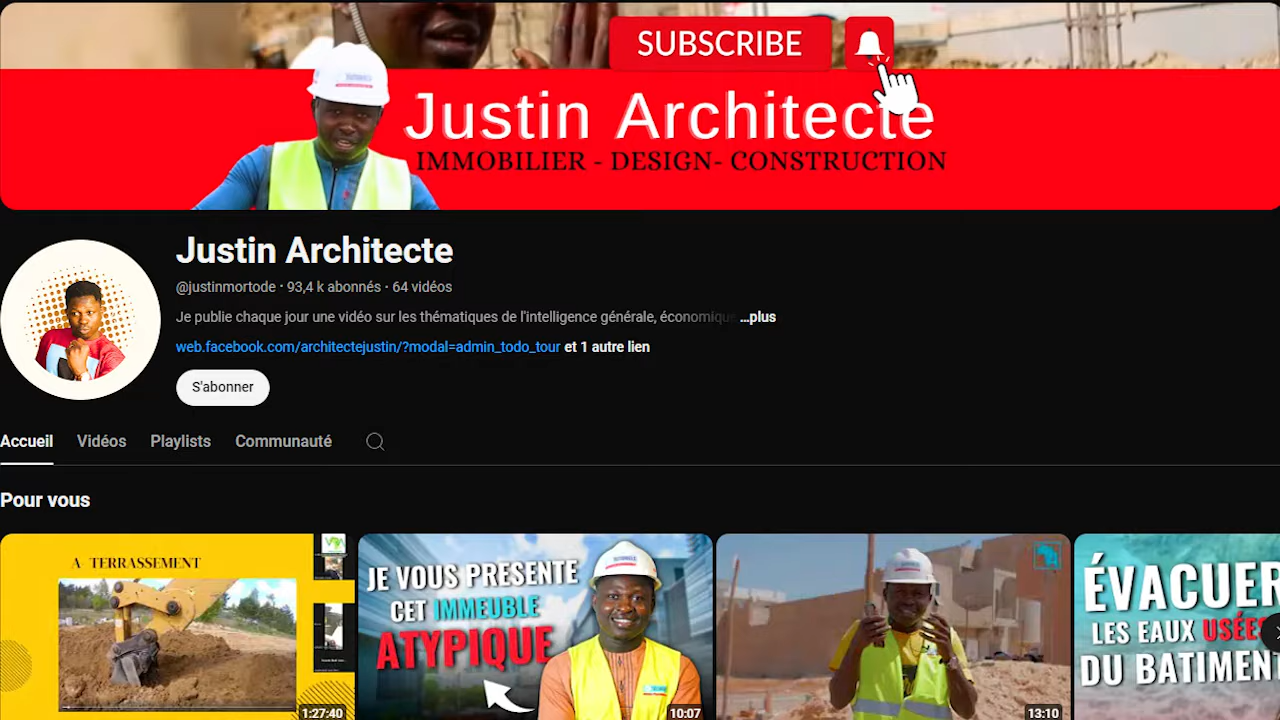 SUBSCRIBE
Justin Architecte
IMMOBILIER - DESIGN- CONSTRUCTION
Justin Architecte
@justinmortode · 93,4 k abonnés · 64 vidéos
Je publie chaque jour une vidéo sur les thématiques de l'intelligence générale, économique ...plus
web.facebook.com/architectejustin/?modal=admin_todo_tour et 1 autre lien
S'abonner
Accueil Vidéos Playlists Communauté
Pour vous
A TERRASSEMENT
1:27:40
JE VOUS PRESENTE
CET IMMEUBLE
ATYPIQUE
10:07
13:10
ÉVACUER
LES EAUX USÉES
DU BATIMENT